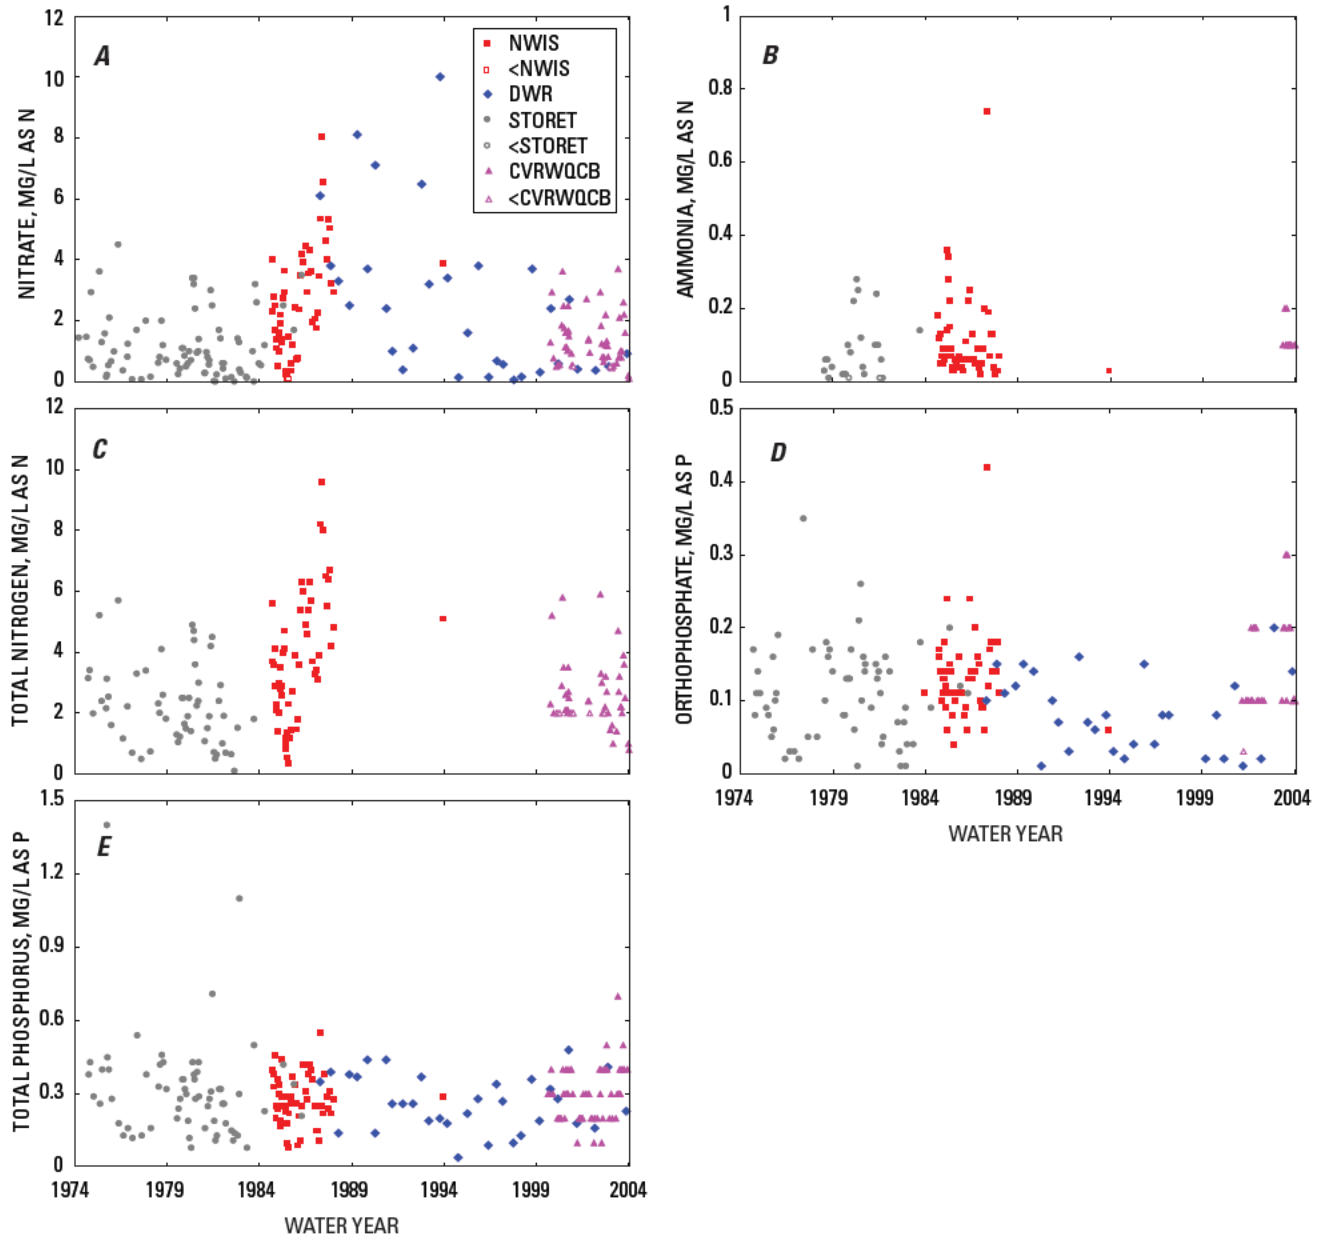 A
NITRATE, MG/L AS N
12
10
8
6
4
2
0
NWIS
<NWIS
DWR
STORET
<STORET
CVRWQCB
<CVRWQCB
B
AMMONIA, MG/L AS N
1
0.8
0.6
0.4
0.2
0
C
TOTAL NITROGEN, MG/L AS N
12
10
8
6
4
2
0
D
ORTHOPHOSPHATE, MG/L AS P
0.5
0.4
0.3
0.2
0.1
0
1974 1979 1984 1989 1994 1999 2004
WATER YEAR
E
TOTAL PHOSPHORUS, MG/L AS P
1.5
1.2
0.9
0.6
0.3
0
1974 1979 1984 1989 1994 1999 2004
WATER YEAR